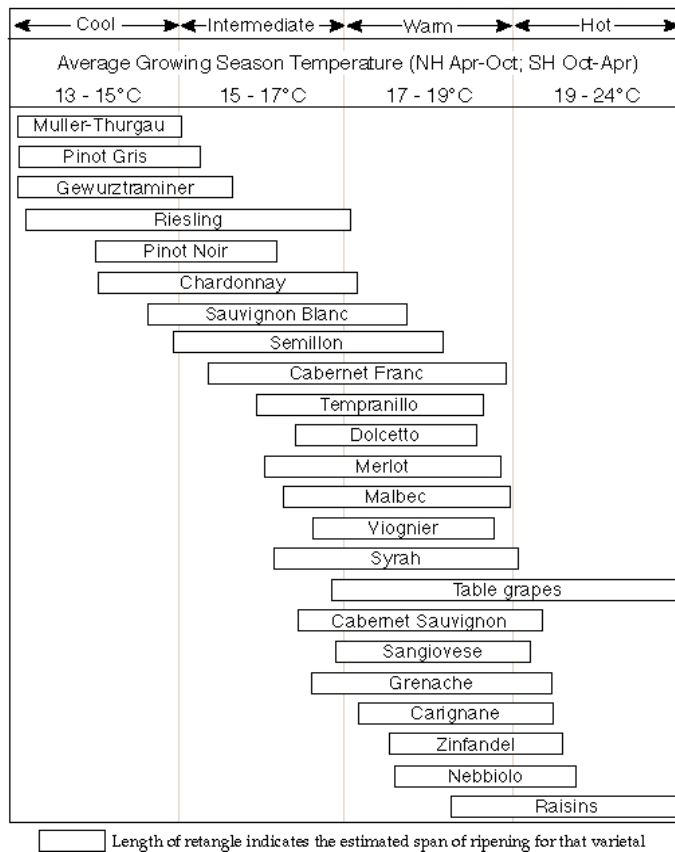 Cool Intermediate Warm Hot
Average Growing Season Temperature (NH Apr-Oct; SH Oct-Apr)
13 - 15°C 15 - 17°C 17 - 19°C 19 - 24°C
Muller-Thurgau
Pinot Gris
Gewurztraminer
Riesling
Pinot Noir
Chardonnay
Sauvignon Blanc
Semillon
Cabernet Franc
Tempranillo
Dolcetto
Merlot
Malbec
Viognier
Syrah
Table grapes
Cabernet Sauvignon
Sangiovese
Grenache
Carignane
Zinfandel
Nebbiolo
Raisins
Length of retangle indicates the estimated span of ripening for that varietal